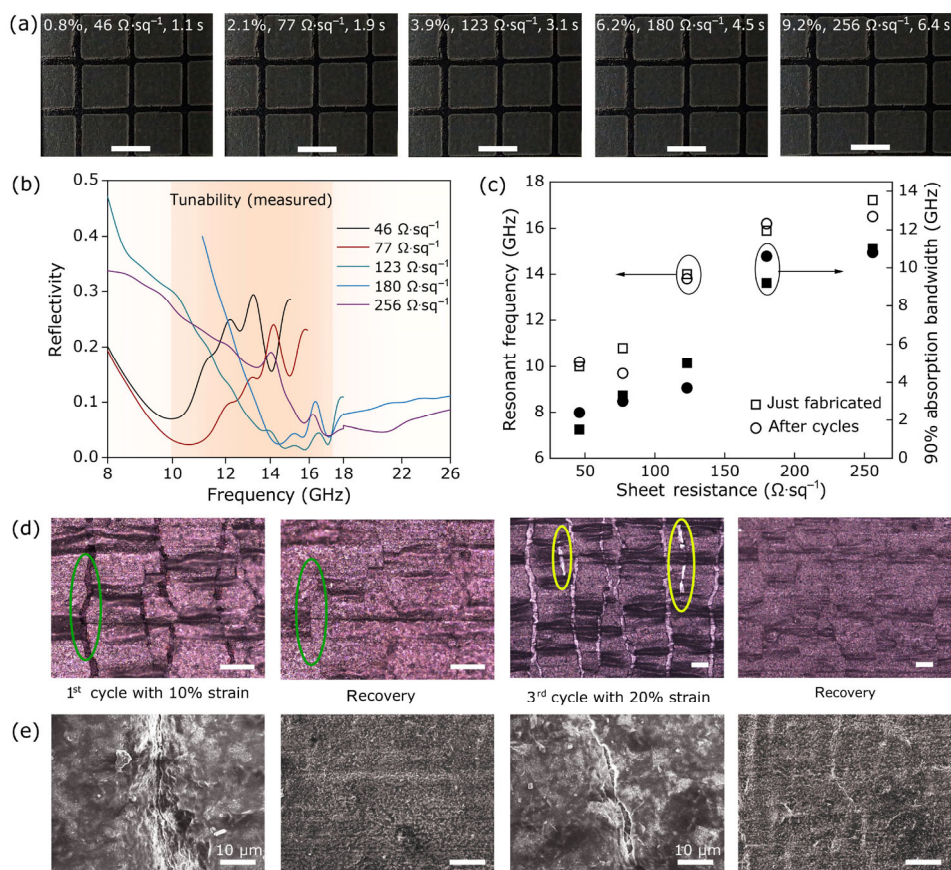 (a)
0.8%, 46 Ω·sq⁻¹, 1.1 s
2.1%, 77 Ω·sq⁻¹, 1.9 s
3.9%, 123 Ω·sq⁻¹, 3.1 s
6.2%, 180 Ω·sq⁻¹, 4.5 s
9.2%, 256 Ω·sq⁻¹, 6.4 s
(b)
0.5
0.4
0.3
0.2
0.1
0.0
Reflectivity
Tunability (measured)
46 Ω·sq⁻¹
77 Ω·sq⁻¹
123 Ω·sq⁻¹
180 Ω·sq⁻¹
256 Ω·sq⁻¹
8 10 12 14 16 18 22 26
Frequency (GHz)
(c)
18
16
14
12
10
8
6
Resonant frequency (GHz)
14
12
10
8
6
4
2
0
90% absorption bandwidth (GHz)
Just fabricated
After cycles
50 100 150 200 250
Sheet resistance (Ω·sq⁻¹)
(d)
1st cycle with 10% strain
Recovery
3rd cycle with 20% strain
Recovery
(e)
10 μm
10 μm